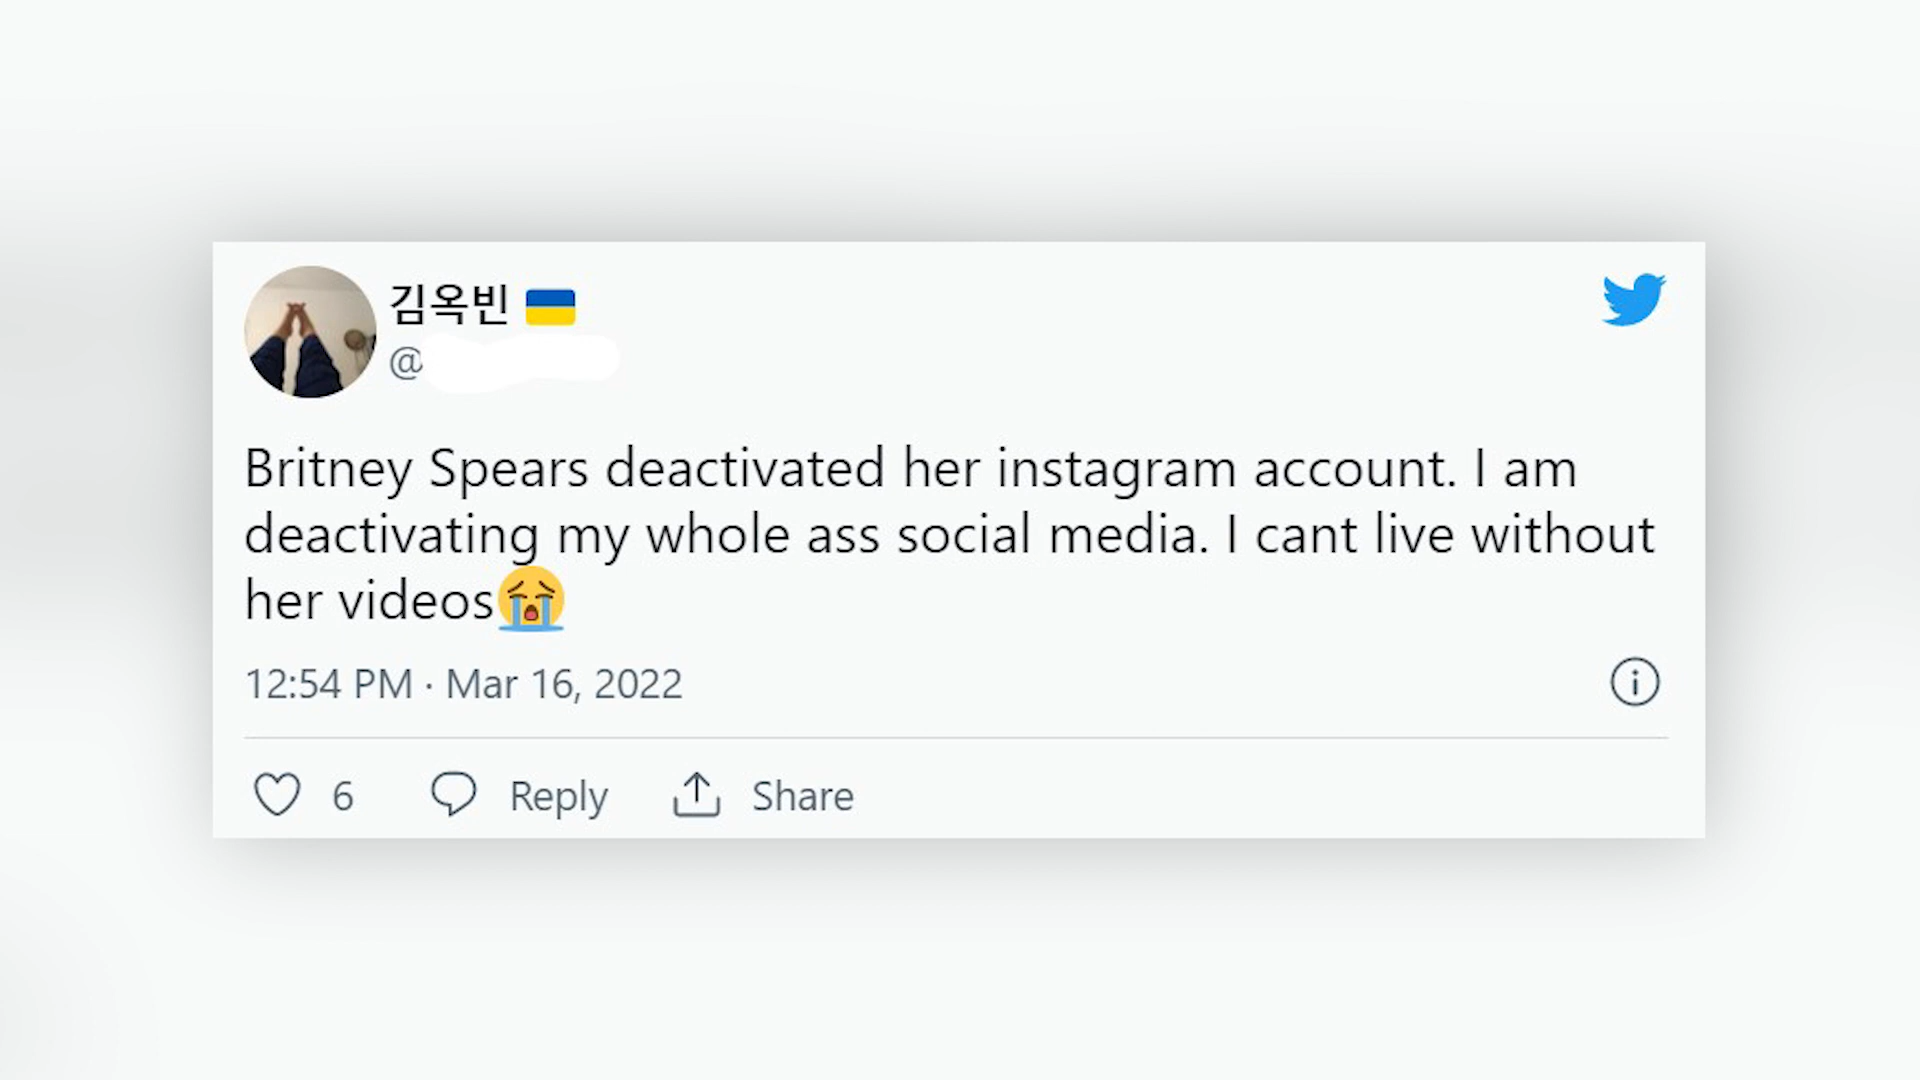 김옥빈
@
Britney Spears deactivated her instagram account. I am
deactivating my whole ass social media. I cant live without
her videos😭
12:54 PM · Mar 16, 2022
6 Reply Share